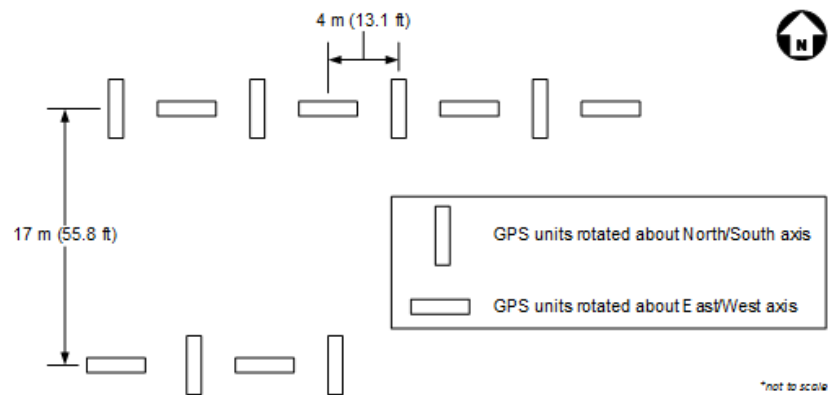 4 m (13.1 ft)
N
17 m (55.8 ft)
GPS units rotated about North/South axis
GPS units rotated about East/West axis
*not to scale